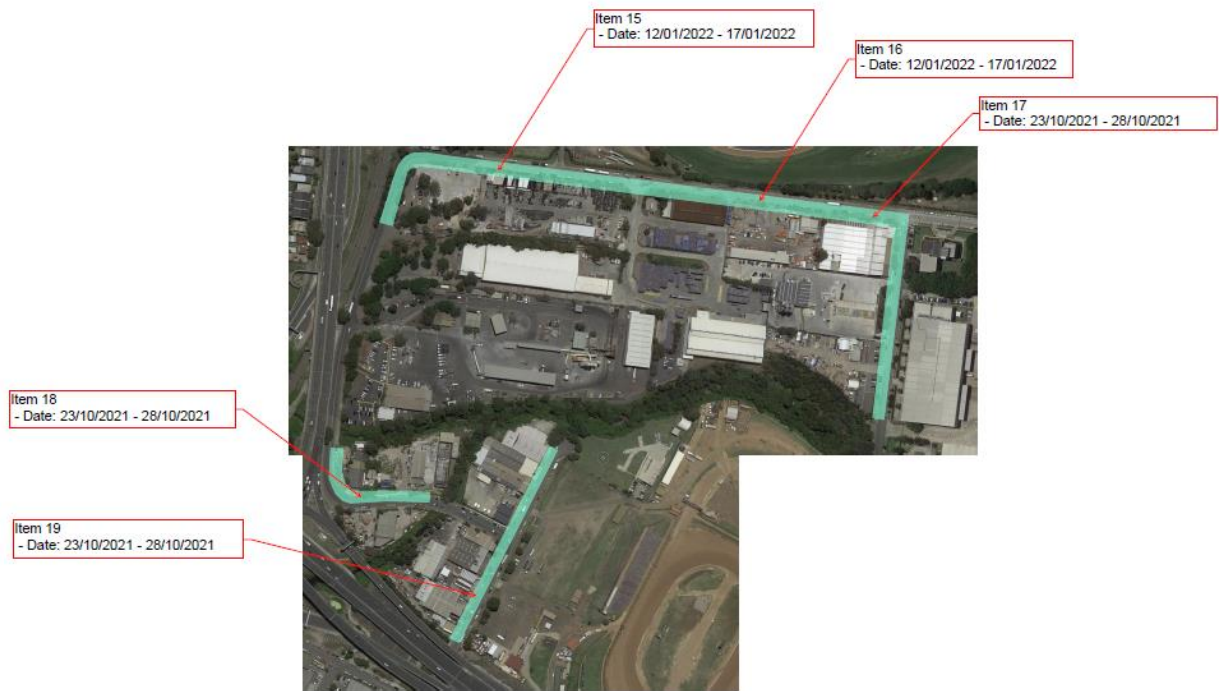 Item 15
- Date: 12/01/2022 - 17/01/2022
Item 16
- Date: 12/01/2022 - 17/01/2022
Item 17
- Date: 23/10/2021 - 28/10/2021
Item 18
- Date: 23/10/2021 - 28/10/2021
Item 19
- Date: 23/10/2021 - 28/10/2021